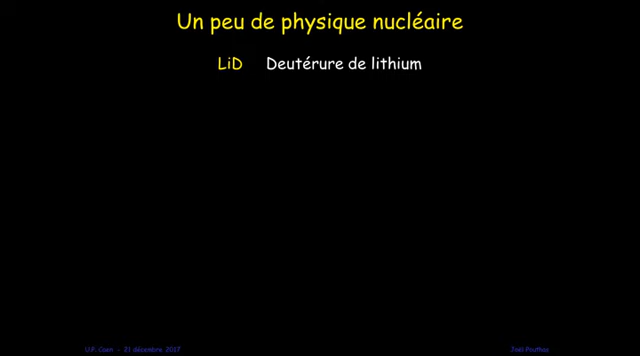 Un peu de physique nucléaire
LiD Deutérure de lithium
U.P. Caen - 21 décembre 2017
Joël Pouthas